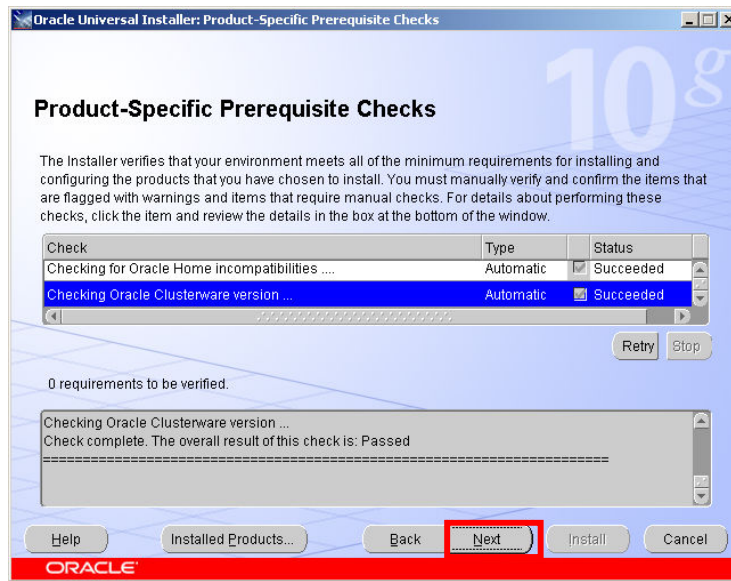 Oracle Universal Installer: Product-Specific Prerequisite Checks
10g
Product-Specific Prerequisite Checks
The Installer verifies that your environment meets all of the minimum requirements for installing and
configuring the products that you have chosen to install. You must manually verify and confirm the items that
are flagged with warnings and items that require manual checks. For details about performing these
checks, click the item and review the details in the box at the bottom of the window.
Check Type Status
Checking for Oracle Home incompatibilities .... Automatic Succeeded
Checking Oracle Clusterware version ... Automatic Succeeded
Retry Stop
0 requirements to be verified.
Checking Oracle Clusterware version ...
Check complete. The overall result of this check is: Passed
========================================================================
Help Installed Products... Back Next Install Cancel
ORACLE